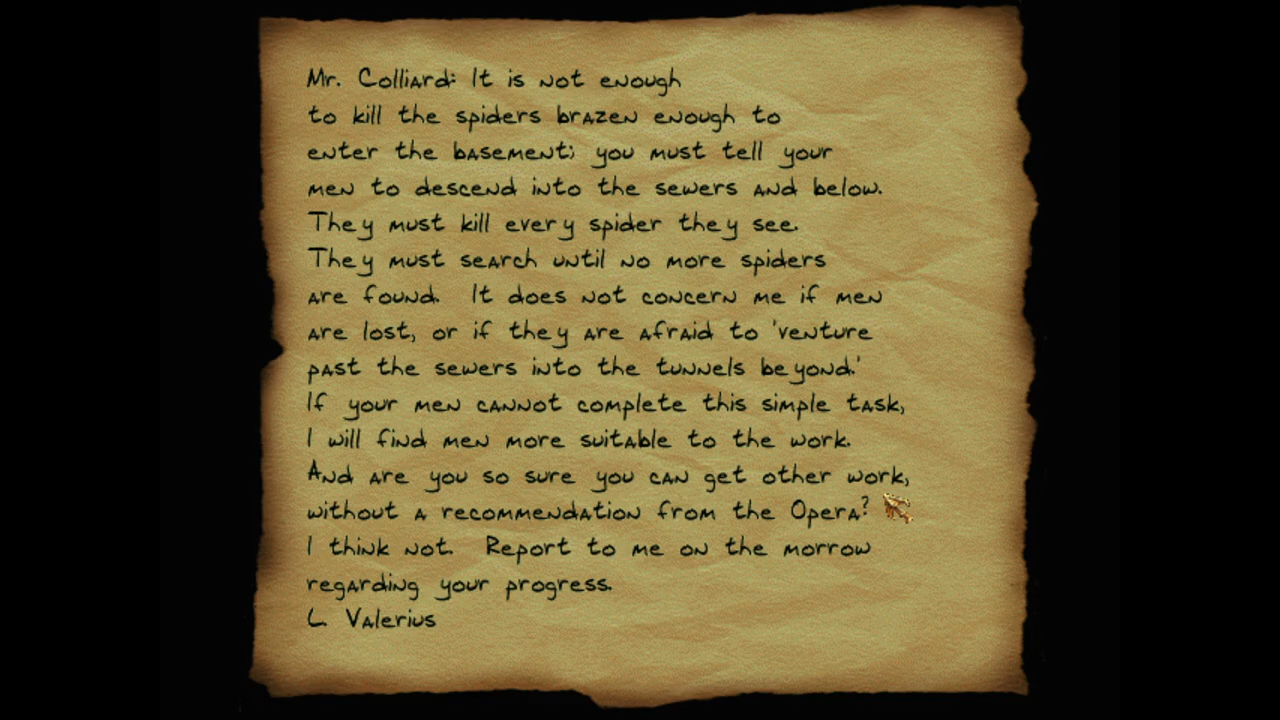 Mr. Colliard: It is not enough
to kill the spiders brazen enough to
enter the basement; you must tell your
men to descend into the sewers and below.
They must kill every spider they see.
They must search until no more spiders
are found. It does not concern me if men
are lost, or if they are afraid to 'venture
past the sewers into the tunnels beyond.'
If your men cannot complete this simple task,
I will find men more suitable to the work.
And are you so sure you can get other work,
without a recommendation from the Opera?
I think not. Report to me on the morrow
regarding your progress.
L. Valerius